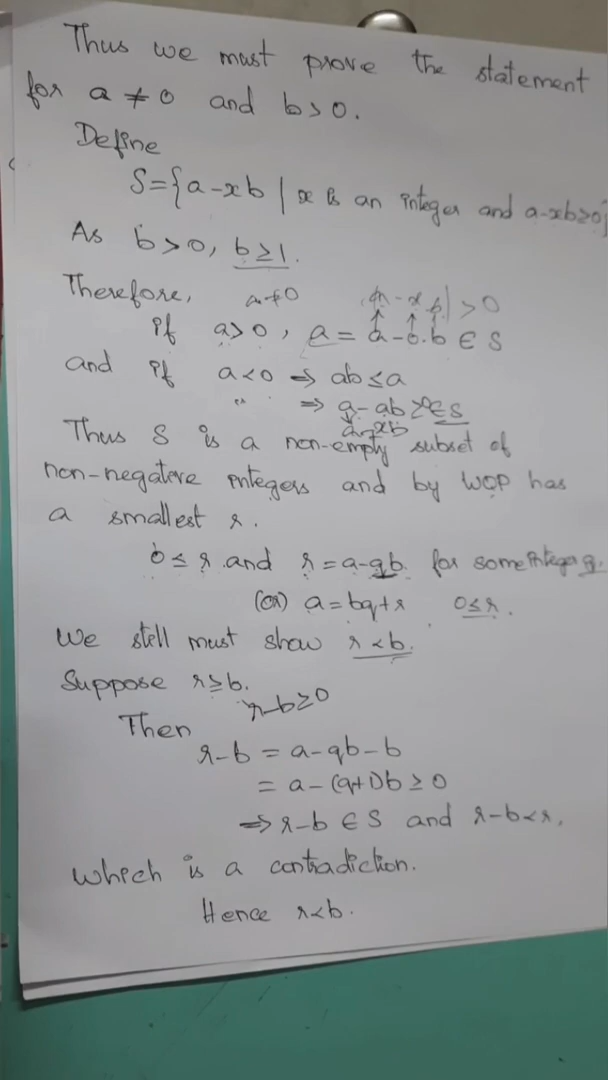 Thus we must prove the statement
for a ≠ 0 and b > 0.
Define
S = {a - xb | x is an integer and a-xb≥0}
As b > 0, b ≥ 1.
Therefore, a≠0 a - x b > 0
if a > 0, a = a - 0.b ∈ S
and if a < 0 ⇒ ab ≤ a
" ⇒ a - ab ≥ 0 ∈ S
a-xb
Thus S is a non-empty subset of
non-negative integers and by WOP has
a smallest r.
0 ≤ r and r = a-qb for some integer q.
(or) a = bq + r 0 ≤ r.
We still must show r < b.
Suppose r ≥ b.
r-b≥0
Then
r-b = a-qb-b
= a-(q+1)b ≥ 0
⇒ r-b ∈ S and r-b<r,
which is a contradiction.
Hence r<b.